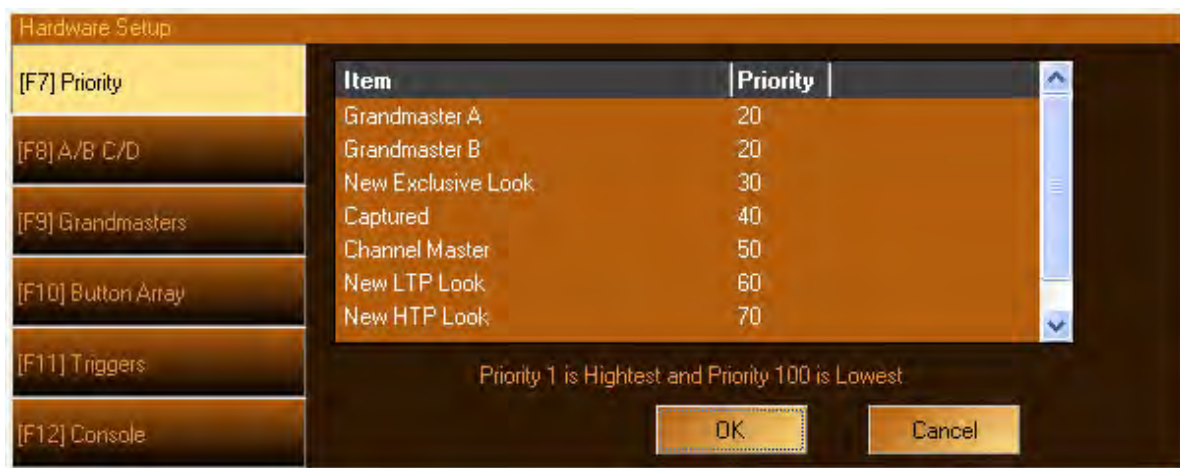 Hardware Setup
[F7] Priority
[F8] A/B C/D
[F9] Grandmasters
[F10] Button Array
[F11] Triggers
[F12] Console
Item Priority
Grandmaster A 20
Grandmaster B 20
New Exclusive Look 30
Captured 40
Channel Master 50
New LTP Look 60
New HTP Look 70
Priority 1 is Hightest and Priority 100 is Lowest
OK Cancel